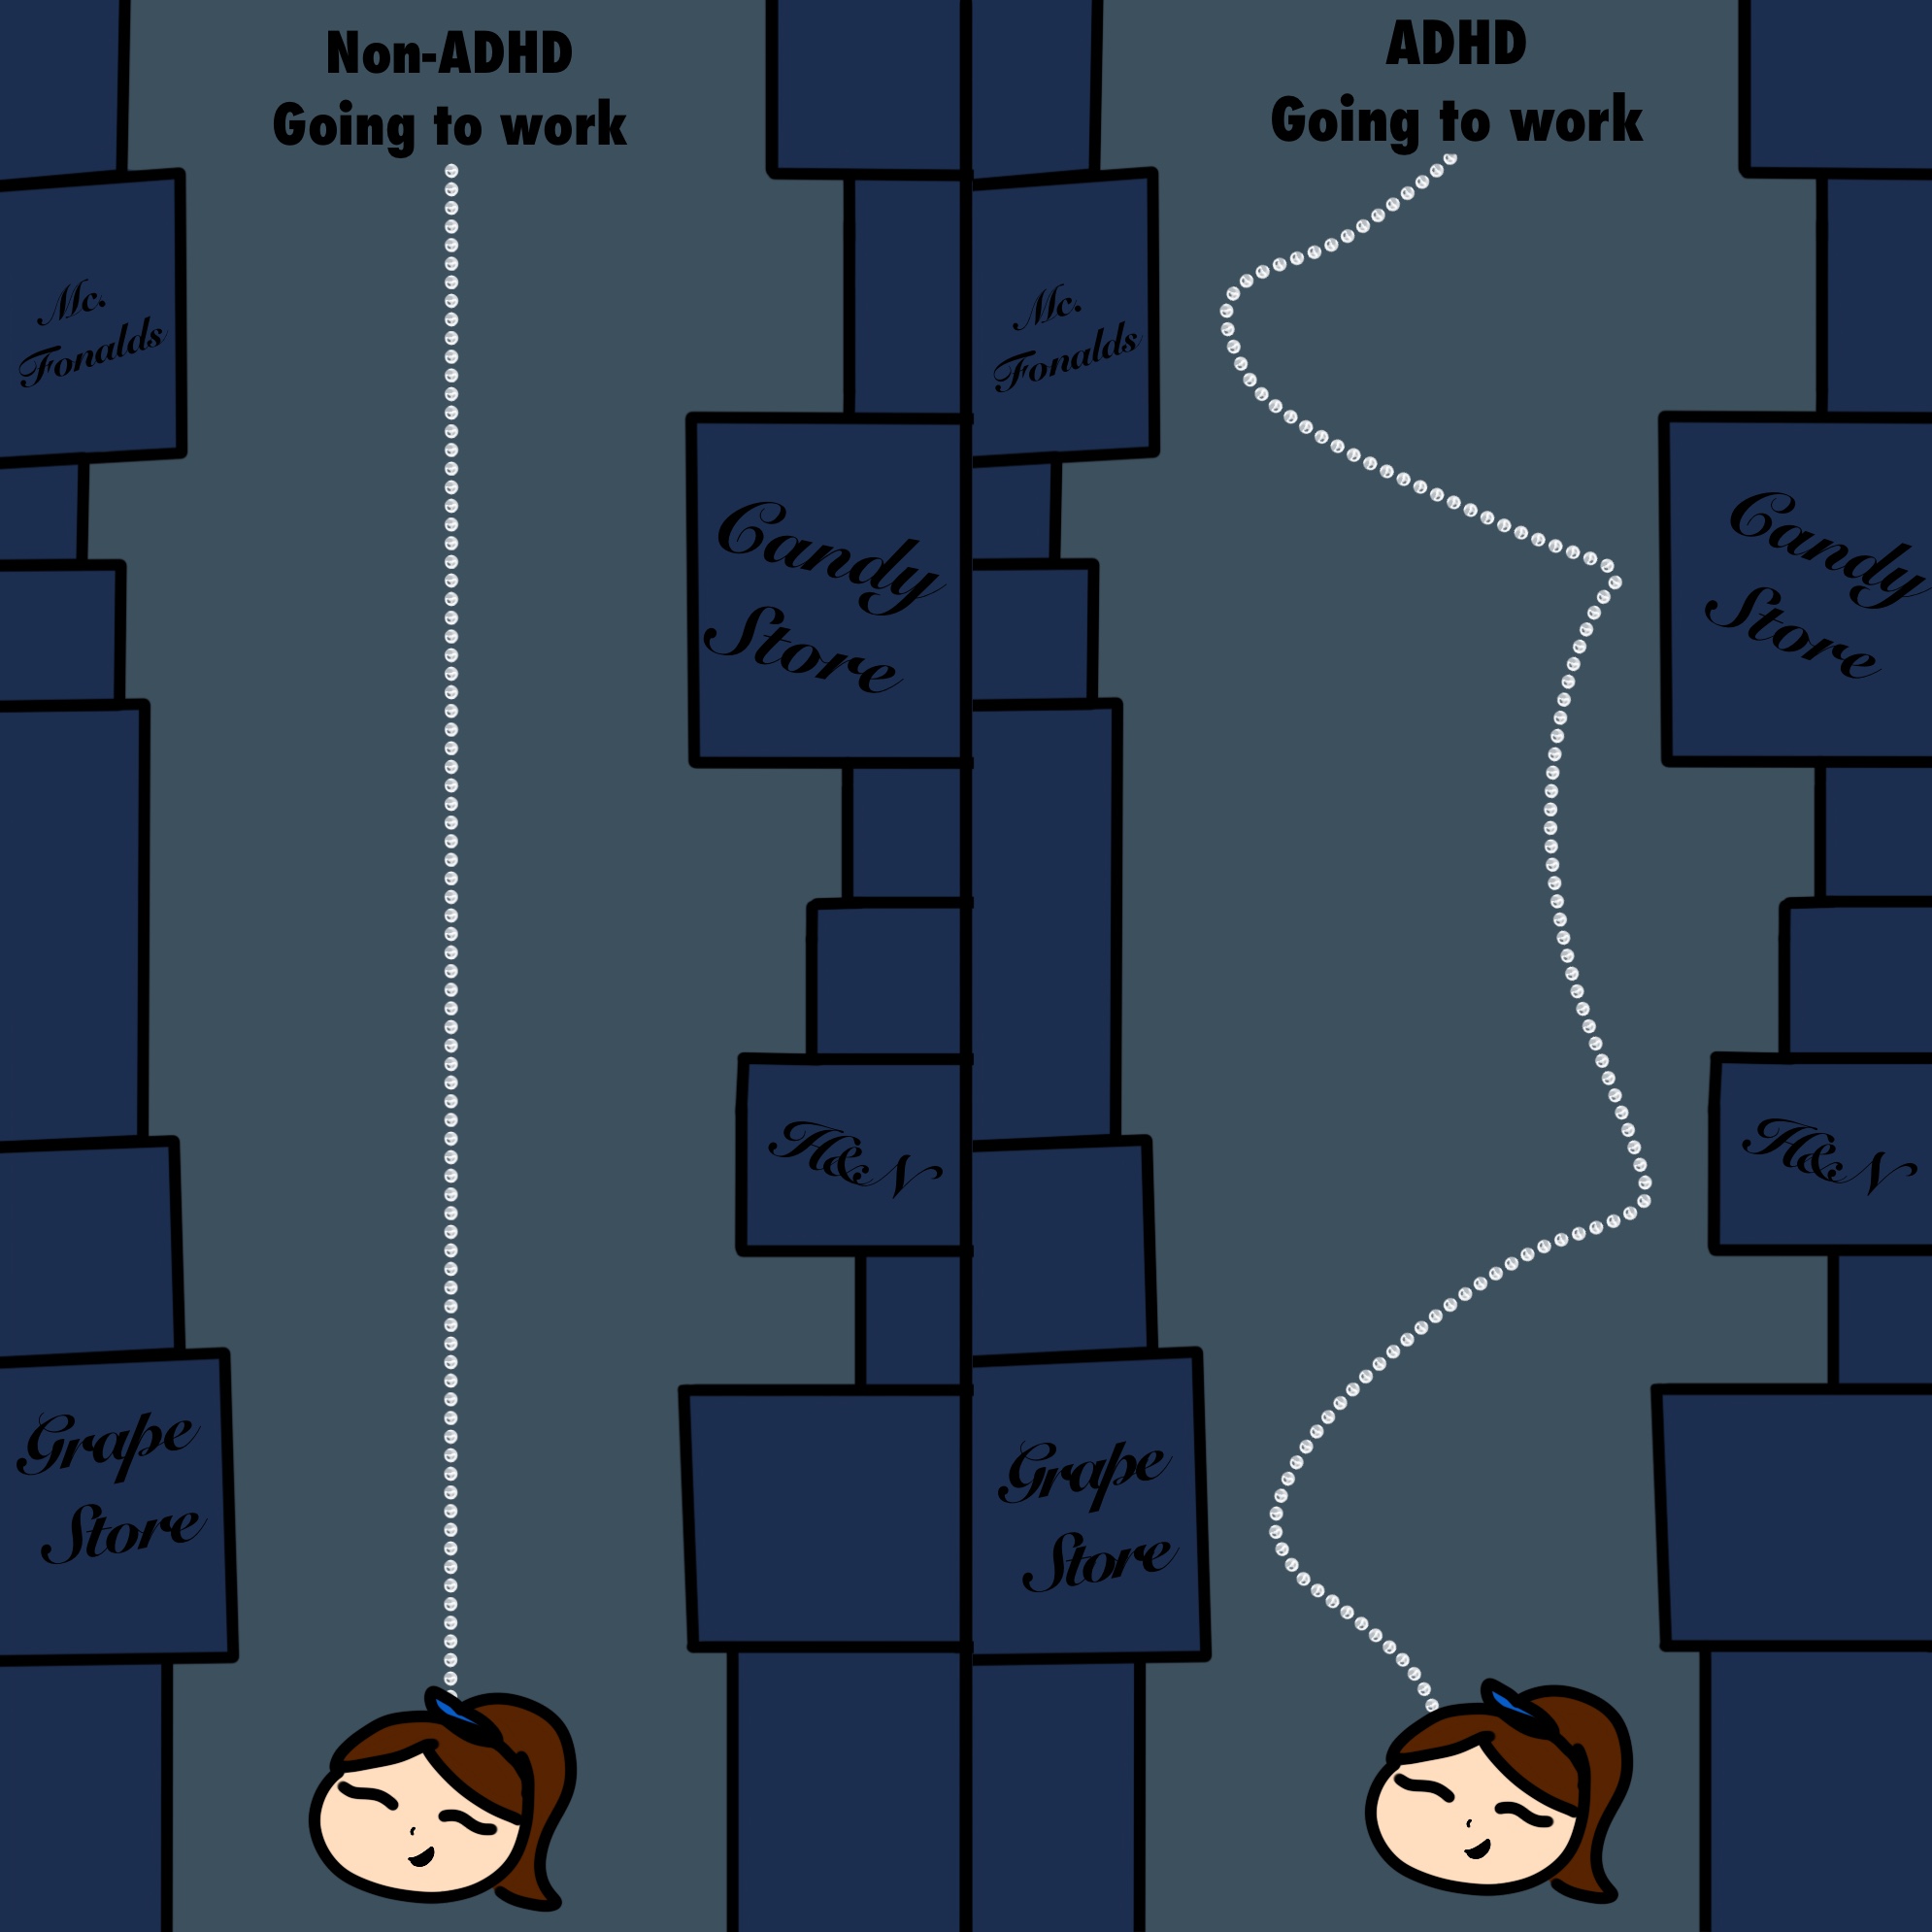 Non-ADHD
Going to work
Mc.
Fonalds
Candy
Store
H&N
Grape
Store
ADHD
Going to work
Mc.
Fonalds
Candy
Store
H&N
Grape
Store